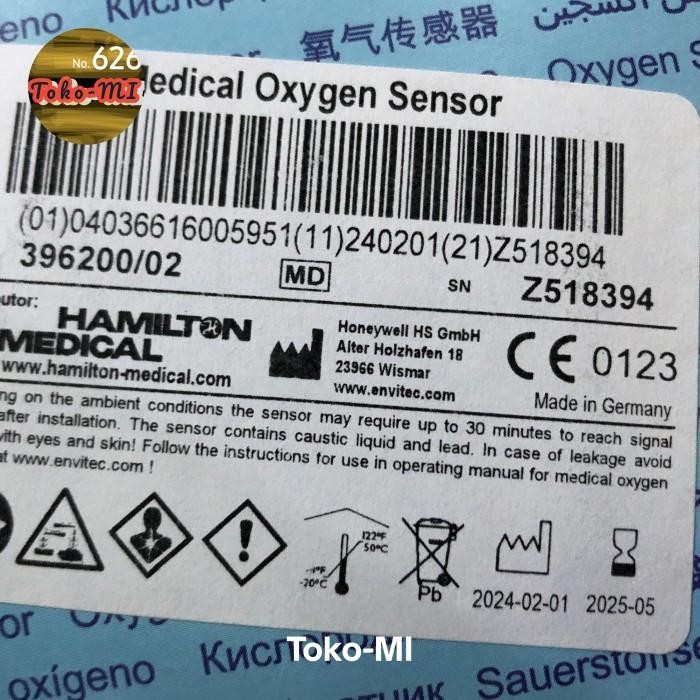 Кисло
氧气传感器
No. 626
Toko-MI
Oxygen S
edical Oxygen Sensor
(01)04036616005951(11)240201(21)Z518394
396200/02 MD SN Z518394
utor:
HAMILTON
MEDICAL
www.hamilton-medical.com
Honeywell HS GmbH
Alter Holzhafen 18
23966 Wismar
www.envitec.com
CE 0123
Made in Germany
ng on the ambient conditions the sensor may require up to 30 minutes to reach signal
after installation. The sensor contains caustic liquid and lead. In case of leakage avoid
with eyes and skin! Follow the instructions for use in operating manual for medical oxygen
at www.envitec.com !
122°F
50°C
-4°F
-20°C
Pb
2024-02-01 2025-05
or
Toko-MI
oxígeno
Sauerstoffse